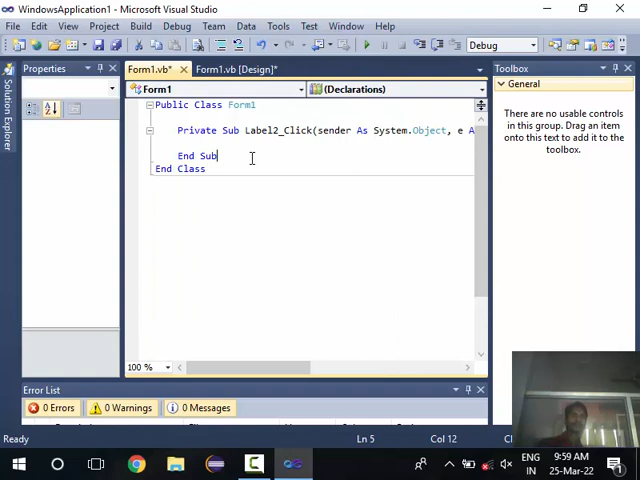 WindowsApplication1 - Microsoft Visual Studio
File Edit View Project Build Debug Team Data Tools Test Window Help
Debug
Solution Explorer
Properties
Form1.vb* Form1.vb [Design]*
Form1 (Declarations)
Public Class Form1
Private Sub Label2_Click(sender As System.Object, e A
End Sub
End Class
100 %
Toolbox
General
There are no usable controls in this group. Drag an item onto this text to add it to the toolbox.
Error List
0 Errors 0 Warnings 0 Messages
Ready Ln 5 Col 12
ENG 9:59 AM
IN 25-Mar-22